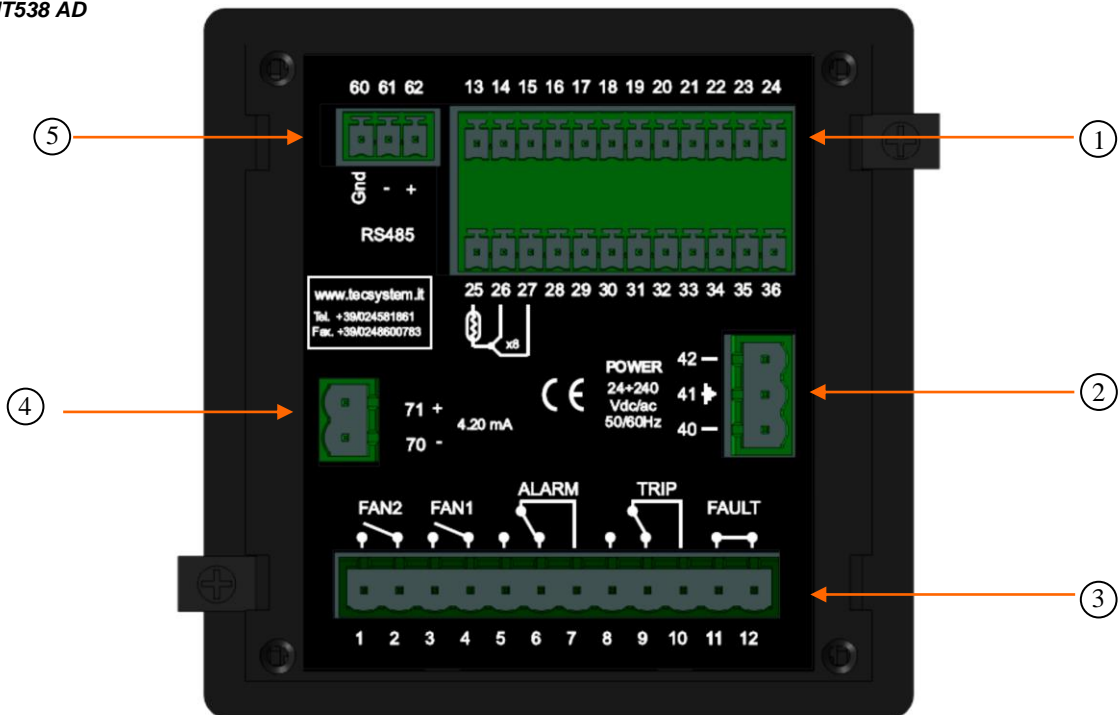 NT538 AD
60 61 62
13 14 15 16 17 18 19 20 21 22 23 24
5
1
Gnd - +
RS485
25 26 27 28 29 30 31 32 33 34 35 36
x8
www.tecsystem.it
Tel. +39/024581861
Fax. +39/0248600783
POWER
24÷240
Vdc/ac
50/60Hz
42
41
40
2
CE
4
71 +
70 -
4.20 mA
FAN2 FAN1 ALARM TRIP FAULT
3
1 2 3 4 5 6 7 8 9 10 11 12